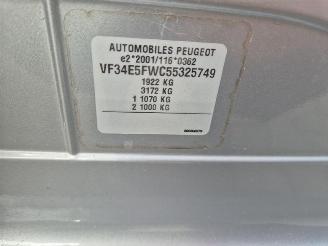 AUTOMOBILES PEUGEOT
e2*2001/116*0362
VF34E5FWC55325749
1922 KG
3172 KG
1 1070 KG
2 1000 KG